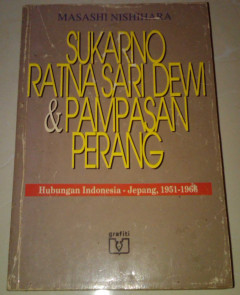 MASASHI NISHIHARA
SUKARNO
RATNA SARI DEWI
& PAMPASAN
PERANG
Hubungan Indonesia - Jepang, 1951-1966
grafiti